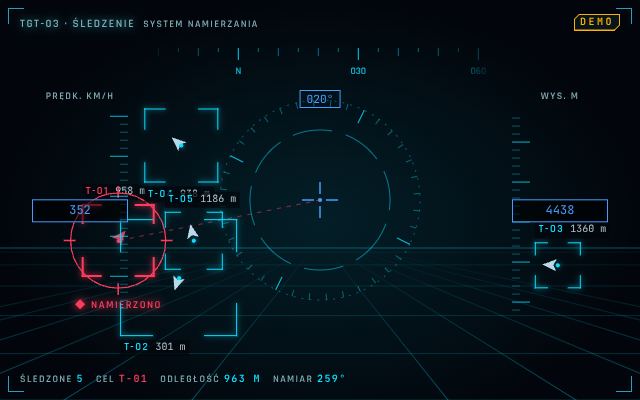 TGT-03 · ŚLEDZENIE SYSTEM NAMIERZANIA
DEMO
N 030 060
PRĘDK. KM/H
020°
WYS. M
T-01 958 m
T-05 1186 m
352
4438
T-03 1360 m
NAMIERZONO
T-02 301 m
ŚLEDZONE 5 CEL T-01 ODLEGŁOŚĆ 963 M NAMIAR 259°